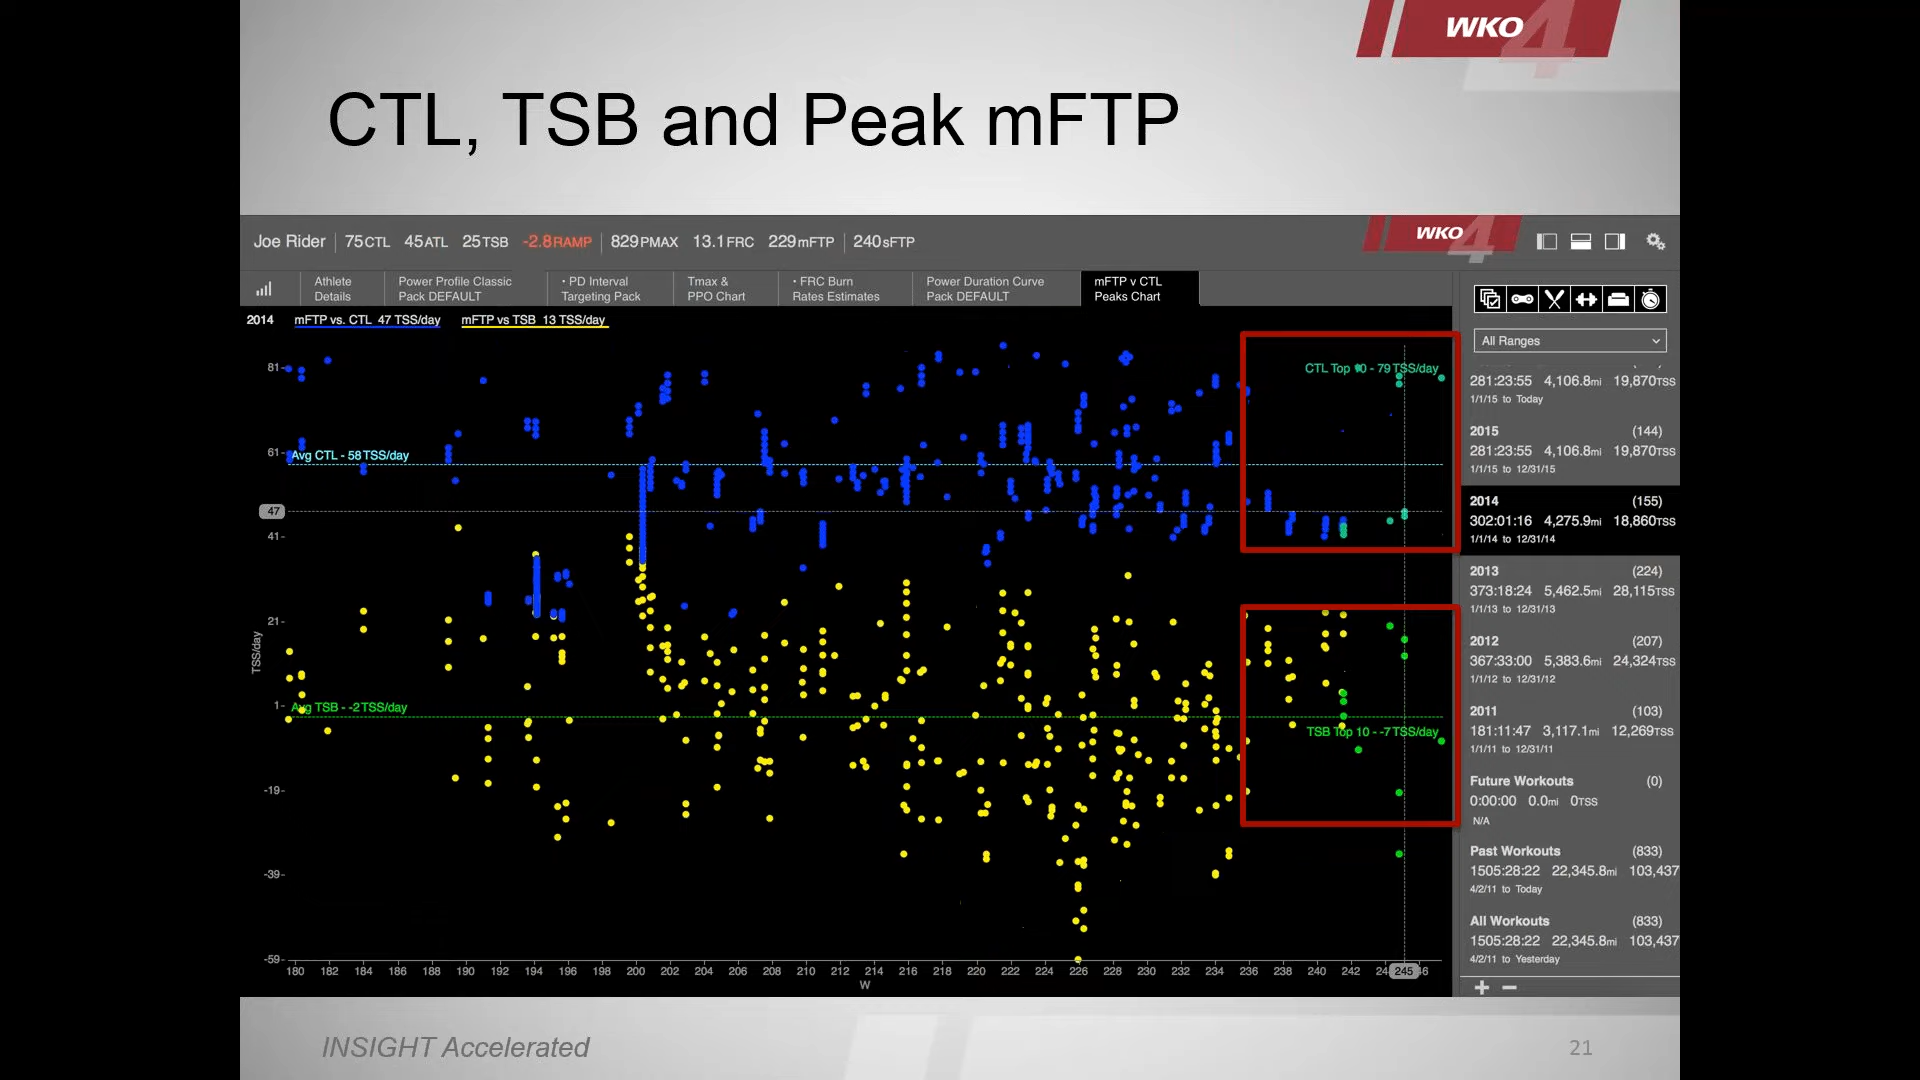 WKO4
CTL, TSB and Peak mFTP
Joe Rider 75CTL 45ATL 25TSB -2.8RAMP 829PMAX 13.1FRC 229mFTP 240sFTP
WKO4
Athlete Details
Power Profile Classic Pack DEFAULT
• PD Interval Targeting Pack
Tmax & PPO Chart
• FRC Burn Rates Estimates
Power Duration Curve Pack DEFAULT
mFTP v CTL Peaks Chart
2014 mFTP vs. CTL 47 TSS/day mFTP vs TSB 13 TSS/day
All Ranges
CTL Top 10 - 79 TSS/day
Avg CTL - 58 TSS/day
Avg TSB - -2 TSS/day
TSB Top 10 - -7 TSS/day
81
61
47
41
21
1
-19
-39
-59
TSS/day
180 182 184 186 188 190 192 194 196 198 200 202 204 206 208 210 212 214 216 218 220 222 224 226 228 230 232 234 236 238 240 242 245
W
281:23:55 4,106.8mi 19,870TSS
1/1/15 to Today
2015 (144)
281:23:55 4,106.8mi 19,870TSS
1/1/15 to 12/31/15
2014 (155)
302:01:16 4,275.9mi 18,860TSS
1/1/14 to 12/31/14
2013 (224)
373:18:24 5,462.5mi 28,115TSS
1/1/13 to 12/31/13
2012 (207)
367:33:00 5,383.6mi 24,324TSS
1/1/12 to 12/31/12
2011 (103)
181:11:47 3,117.1mi 12,269TSS
1/1/11 to 12/31/11
Future Workouts (0)
0:00:00 0.0mi 0TSS
N/A
Past Workouts (833)
1505:28:22 22,345.8mi 103,437
4/2/11 to Today
All Workouts (833)
1505:28:22 22,345.8mi 103,437
4/2/11 to Yesterday
INSIGHT Accelerated
21